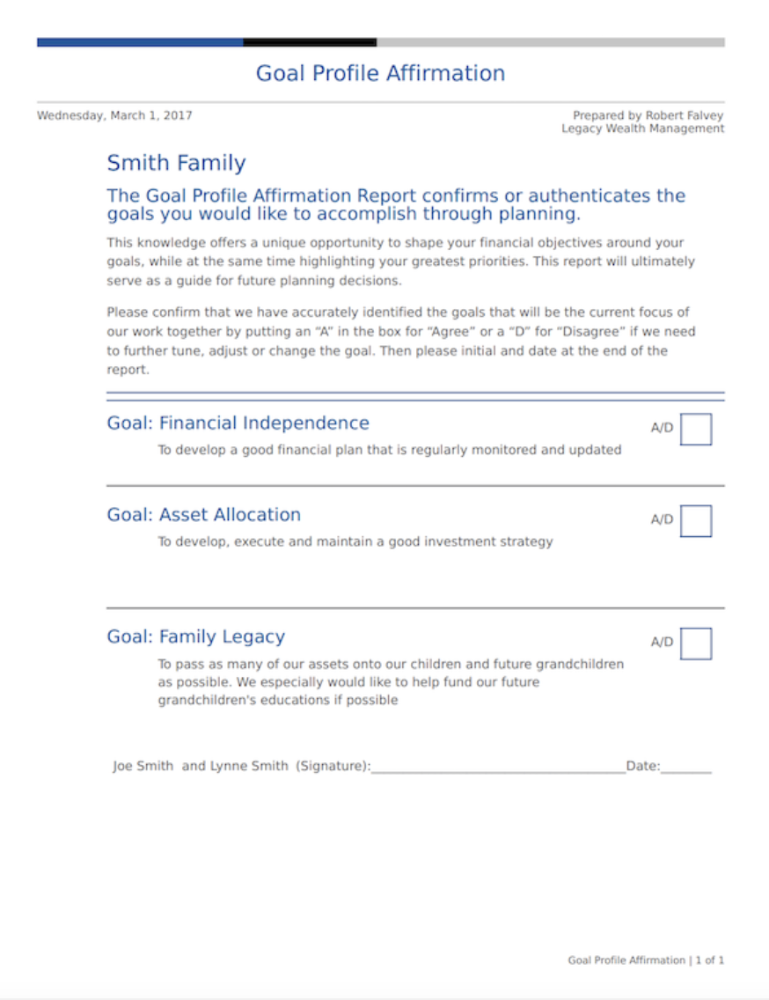 Goal Profile Affirmation
Wednesday, March 1, 2017
Prepared by Robert Falvey
Legacy Wealth Management
Smith Family
The Goal Profile Affirmation Report confirms or authenticates the
goals you would like to accomplish through planning.
This knowledge offers a unique opportunity to shape your financial objectives around your
goals, while at the same time highlighting your greatest priorities. This report will ultimately
serve as a guide for future planning decisions.
Please confirm that we have accurately identified the goals that will be the current focus of
our work together by putting an “A” in the box for “Agree” or a “D” for “Disagree” if we need
to further tune, adjust or change the goal. Then please initial and date at the end of the
report.
Goal: Financial Independence
A/D
To develop a good financial plan that is regularly monitored and updated
Goal: Asset Allocation
A/D
To develop, execute and maintain a good investment strategy
Goal: Family Legacy
A/D
To pass as many of our assets onto our children and future grandchildren
as possible. We especially would like to help fund our future
grandchildren's educations if possible
Joe Smith and Lynne Smith (Signature):____________________________________Date:_______
Goal Profile Affirmation | 1 of 1